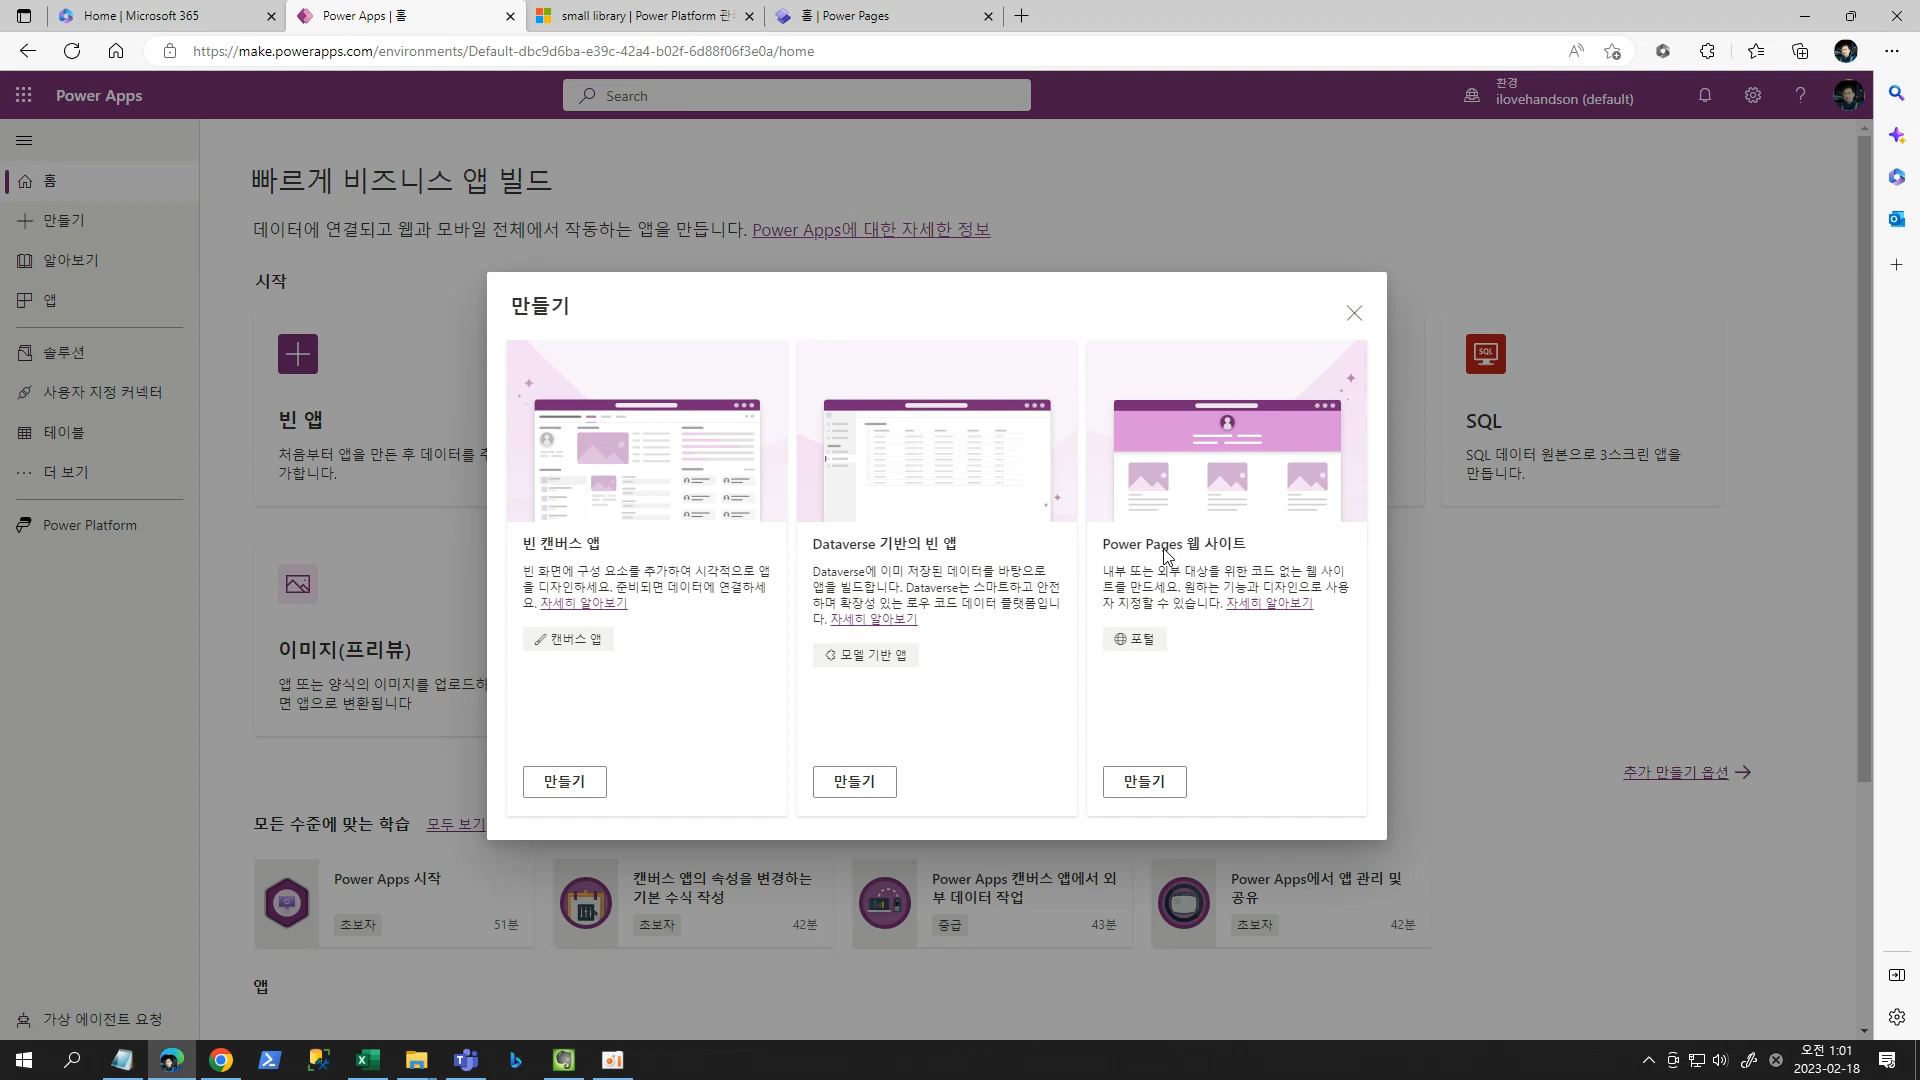 Home | Microsoft 365
Power Apps | 홈
small library | Power Platform 관
홈 | Power Pages
https://make.powerapps.com/environments/Default-dbc9d6ba-e39c-42a4-b02f-6d88f06f3e0a/home
Power Apps
Search
환경
ilovehandson (default)
홈
만들기
알아보기
앱
솔루션
사용자 지정 커넥터
테이블
더 보기
Power Platform
가상 에이전트 요청
빠르게 비즈니스 앱 빌드
데이터에 연결되고 웹과 모바일 전체에서 작동하는 앱을 만듭니다. Power Apps에 대한 자세한 정보
시작
빈 앱
처음부터 앱을 만든 후 데이터를 추
가합니다.
SQL
SQL
SQL 데이터 원본으로 3스크린 앱을
만듭니다.
이미지(프리뷰)
앱 또는 양식의 이미지를 업로드하
면 앱으로 변환됩니다
만들기
빈 캔버스 앱
빈 화면에 구성 요소를 추가하여 시각적으로 앱
을 디자인하세요. 준비되면 데이터에 연결하세
요. 자세히 알아보기
캔버스 앱
만들기
Dataverse 기반의 빈 앱
Dataverse에 이미 저장된 데이터를 바탕으로
앱을 빌드합니다. Dataverse는 스마트하고 안전
하며 확장성 있는 로우 코드 데이터 플랫폼입니
다. 자세히 알아보기
모델 기반 앱
만들기
Power Pages 웹 사이트
내부 또는 외부 대상을 위한 코드 없는 웹 사이
트를 만드세요. 원하는 기능과 디자인으로 사용
자 지정할 수 있습니다. 자세히 알아보기
포털
만들기
추가 만들기 옵션
모든 수준에 맞는 학습 모두 보기
Power Apps 시작
초보자 51분
캔버스 앱의 속성을 변경하는
기본 수식 작성
초보자 42분
Power Apps 캔버스 앱에서 외
부 데이터 작업
중급 43분
Power Apps에서 앱 관리 및
공유
초보자 42분
앱
오전 1:01
2023-02-18